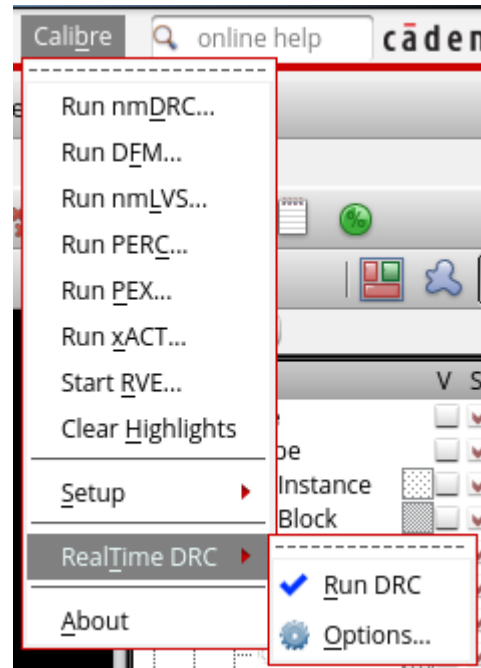 Calibre
online help
cāden
Run nmDRC...
Run DFM...
Run nmLVS...
Run PERC...
Run PEX...
Run xACT...
Start RVE...
Clear Highlights
V S
Instance
Block
Setup
RealTime DRC
Run DRC
Options...
About